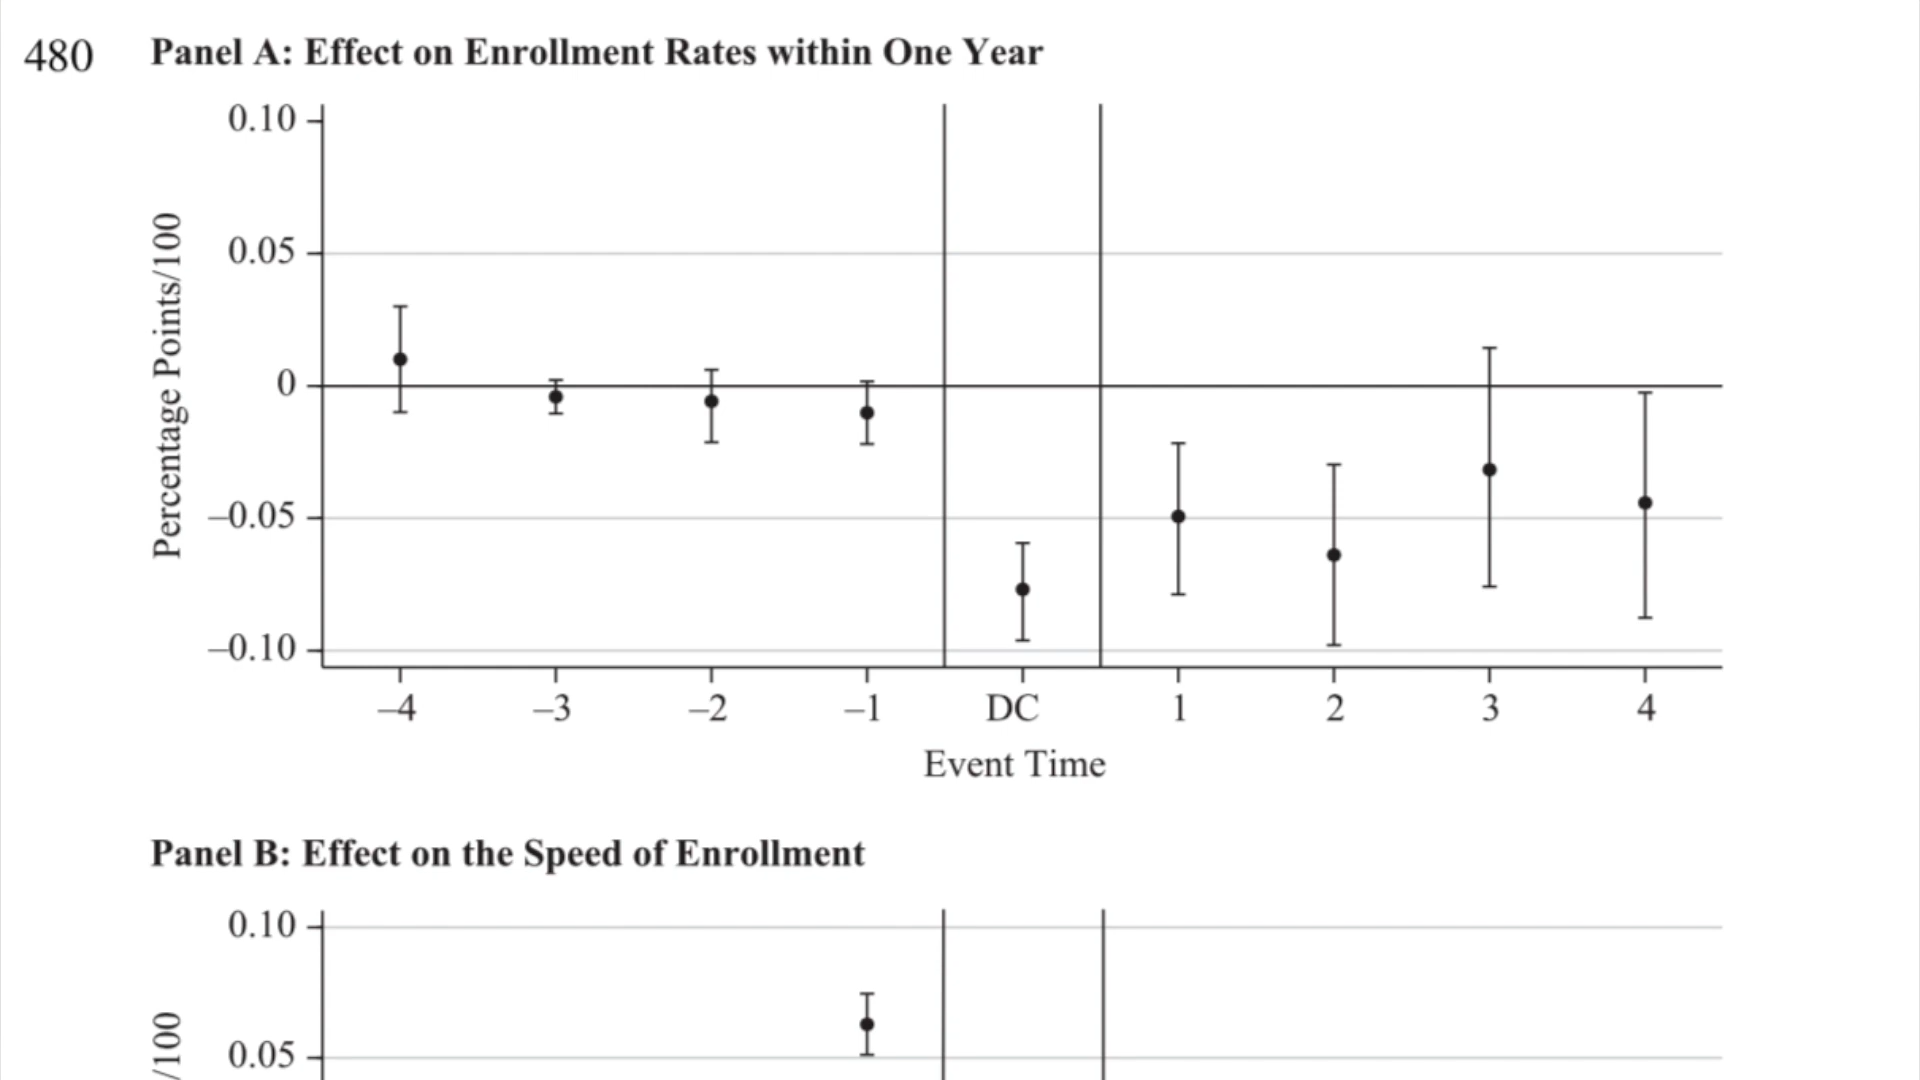 480 Panel A: Effect on Enrollment Rates within One Year
0.10
0.05
0
–0.05
–0.10
Percentage Points/100
–4 –3 –2 –1 DC 1 2 3 4
Event Time
Panel B: Effect on the Speed of Enrollment
0.10
0.05
/100